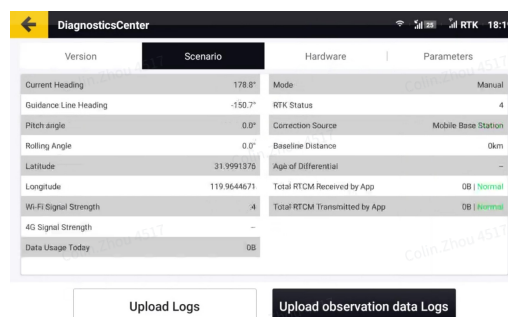 DiagnosticsCenter 25 RTK 18:1
Version Scenario Hardware Parameters
Current Heading 178.8° Mode Manual
Guidance Line Heading -150.7° RTK Status 4
Pitch angle 0.0° Correction Source Mobile Base Station
Rolling Angle 0.0° Baseline Distance 0km
Latitude 31.9991376 Age of Differential –
Longitude 119.9644671 Total RTCM Received by App 0B | Normal
Wi-Fi Signal Strength 4 Total RTCM Transmitted by App 0B | Normal
4G Signal Strength –
Data Usage Today 0B
Colin.Zhou 4517
Upload Logs Upload observation data Logs